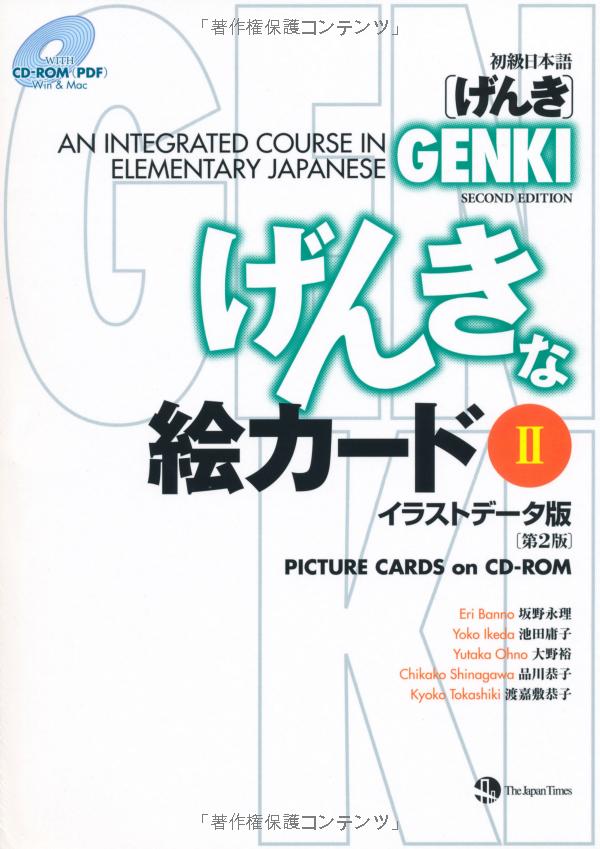 「著作権保護コンテンツ」
WITH
CD-ROM (PDF)
Win & Mac
初級日本語
[げんき]
AN INTEGRATED COURSE IN
ELEMENTARY JAPANESE
GENKI
SECOND EDITION
げんきな
絵カード II
イラストデータ版
[第2版]
PICTURE CARDS on CD-ROM
Eri Banno 坂野永理
Yoko Ikeda 池田庸子
Yutaka Ohno 大野裕
Chikako Shinagawa 品川恭子
Kyoko Tokashiki 渡嘉敷恭子
The Japan Times
「著作権保護コンテンツ」
GEN
KI